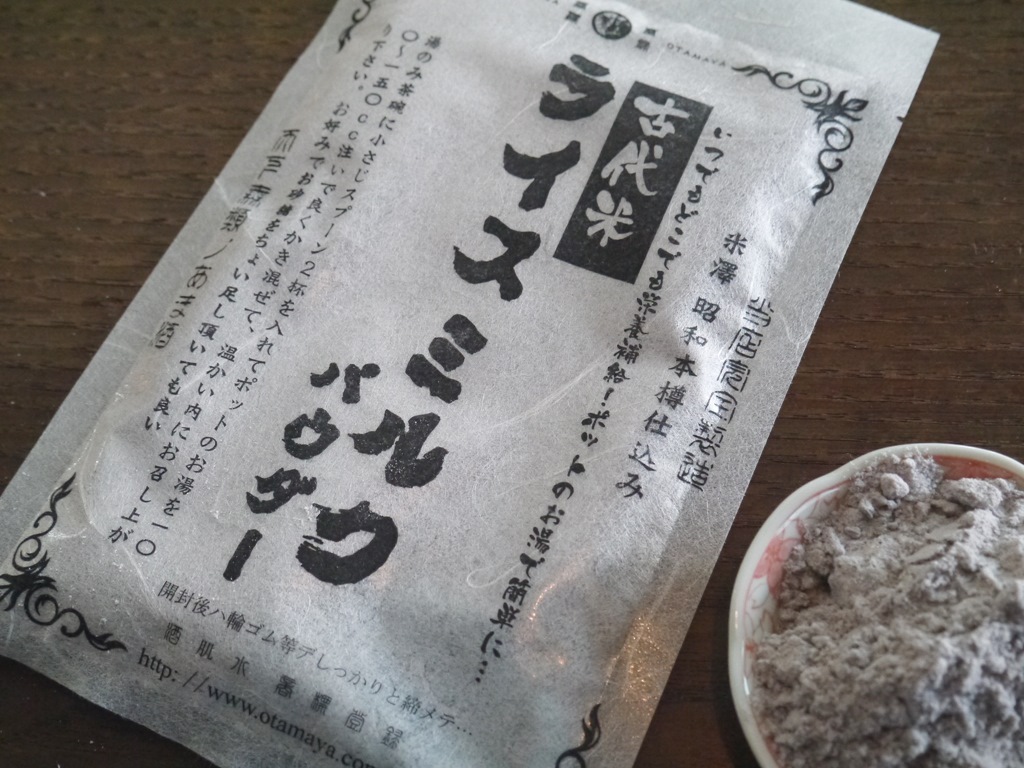 OTAMAYA
当店虎の製造
米澤 昭和本樽仕込み
いつでもどこでも栄養補給!ポットのお湯で簡単に…
古代米
ライスミルク
パウダー
湯のみ茶碗に小さじスプーン2杯を入れてポットのお湯を一〇
〇〜一五〇cc注いで良くかき混ぜて、温かい内にお召し上が
り下さい。お好みでお砂糖をちょい足し頂いても良い
開封後ハ輪ゴム等デしっかりと締メテ…
http://www.otamaya.co